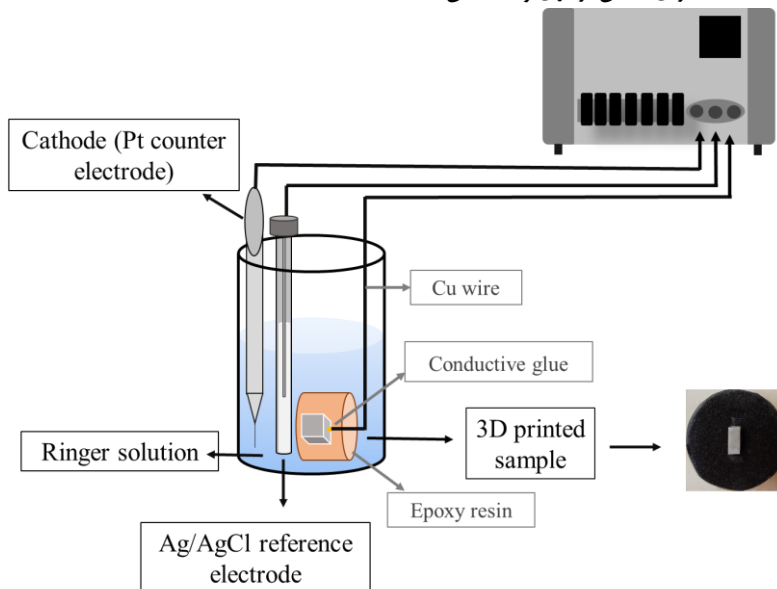 Cathode (Pt counter
electrode)
Cu wire
Conductive glue
Ringer solution
3D printed
sample
Epoxy resin
Ag/AgCl reference
electrode